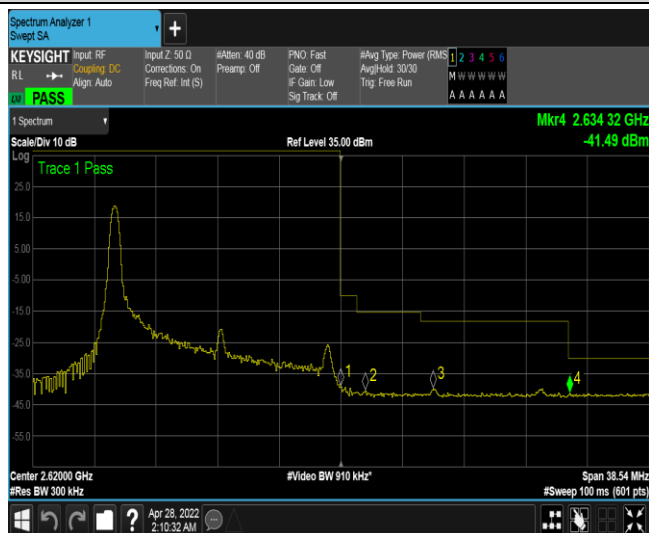 Spectrum Analyzer 1
Swept SA
KEYSIGHT
RL
LW PASS
Input: RF
Coupling: DC
Align: Auto
Input Z: 50 Ω
Corrections: On
Freq Ref: Int (S)
#Atten: 40 dB
Preamp: Off
PNO: Fast
Gate: Off
IF Gain: Low
Sig Track: Off
#Avg Type: Power (RMS
Avg|Hold: 30/30
Trig: Free Run
1 2 3 4 5 6
M W W W W W
A A A A A A
1 Spectrum
Mkr4 2.634 32 GHz
Scale/Div 10 dB
Ref Level 35.00 dBm
-41.49 dBm
Log
Trace 1 Pass
25.0
15.0
5.00
-5.00
-15.0
-25.0
-35.0
-45.0
-55.0
1
2
3
4
Center 2.62000 GHz
#Video BW 910 kHz*
Span 38.54 MHz
#Res BW 300 kHz
#Sweep 100 ms (601 pts)
Apr 28, 2022
2:10:32 AM